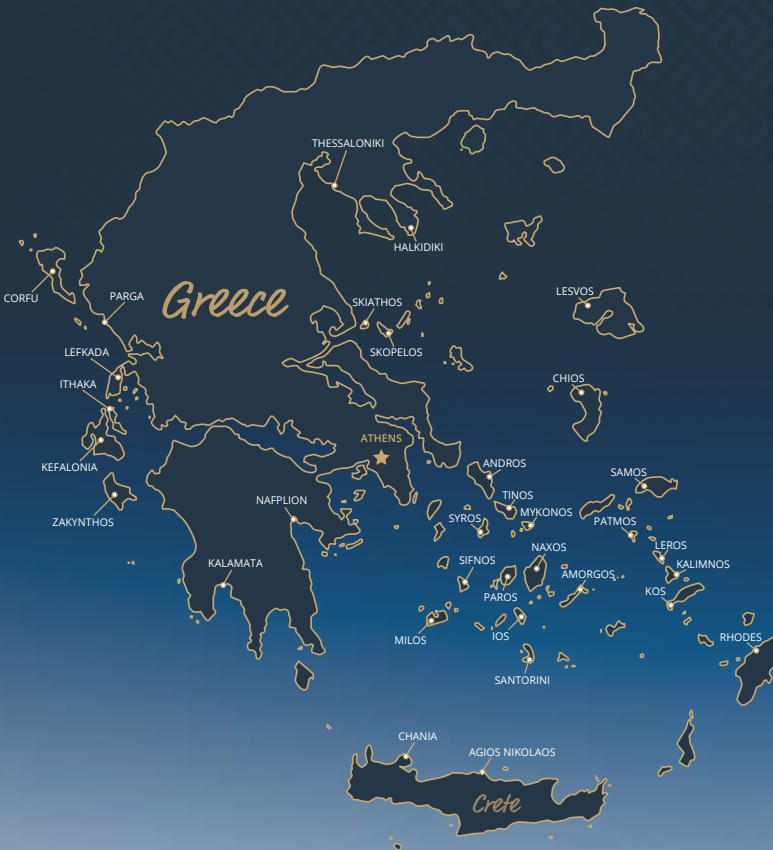 THESSALONIKI
HALKIDIKI
CORFU
PARGA
Greece
SKIATHOS
LESVOS
LEFKADA
SKOPELOS
ITHAKA
CHIOS
ATHENS
KEFALONIA
ANDROS
SAMOS
TINOS
NAFPLION
ZAKYNTHOS
SYROS
MYKONOS
PATMOS
NAXOS
LEROS
KALAMATA
SIFNOS
AMORGOS
KALIMNOS
PAROS
KOS
MILOS
IOS
RHODES
SANTORINI
CHANIA
AGIOS NIKOLAOS
Crete